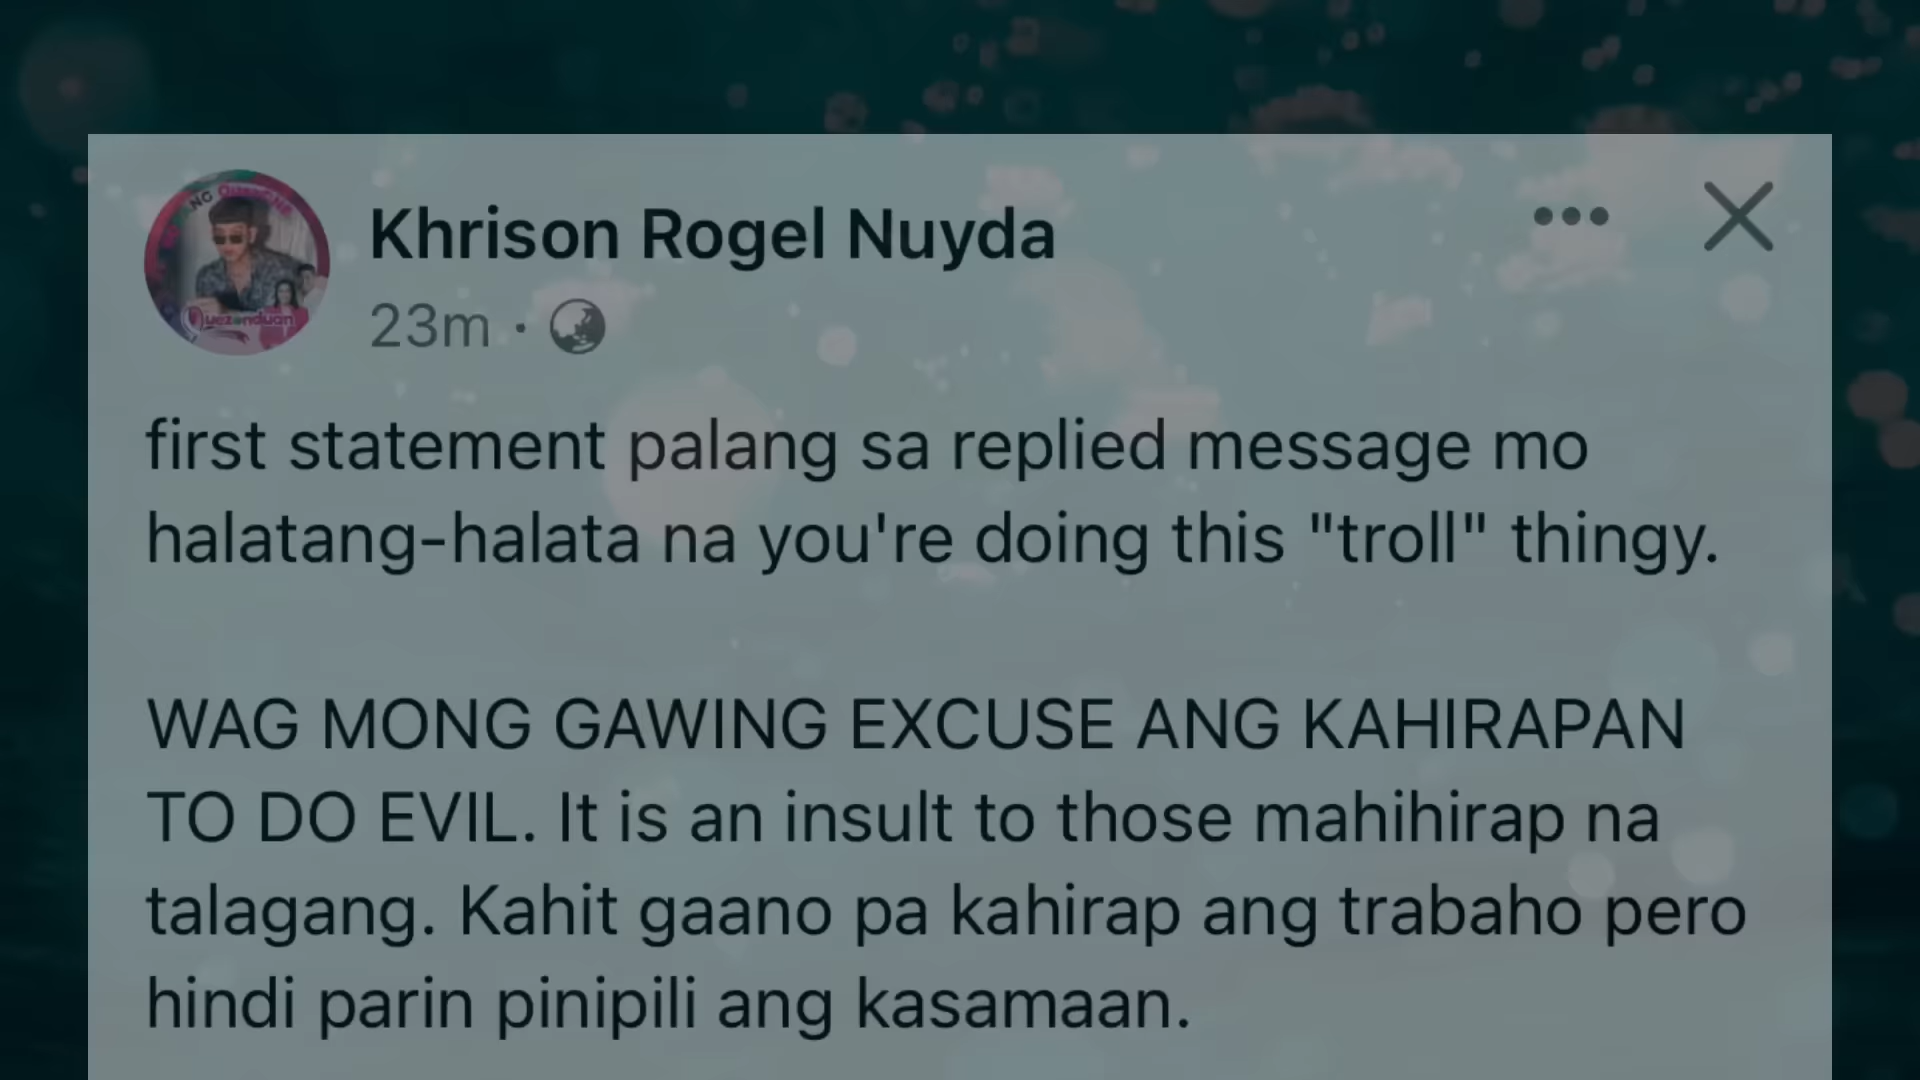 Khrison Rogel Nuyda
23m
first statement palang sa replied message mo
halatang-halata na you're doing this "troll" thingy.
WAG MONG GAWING EXCUSE ANG KAHIRAPAN
TO DO EVIL. It is an insult to those mahihirap na
talagang. Kahit gaano pa kahirap ang trabaho pero
hindi parin pinipili ang kasamaan.